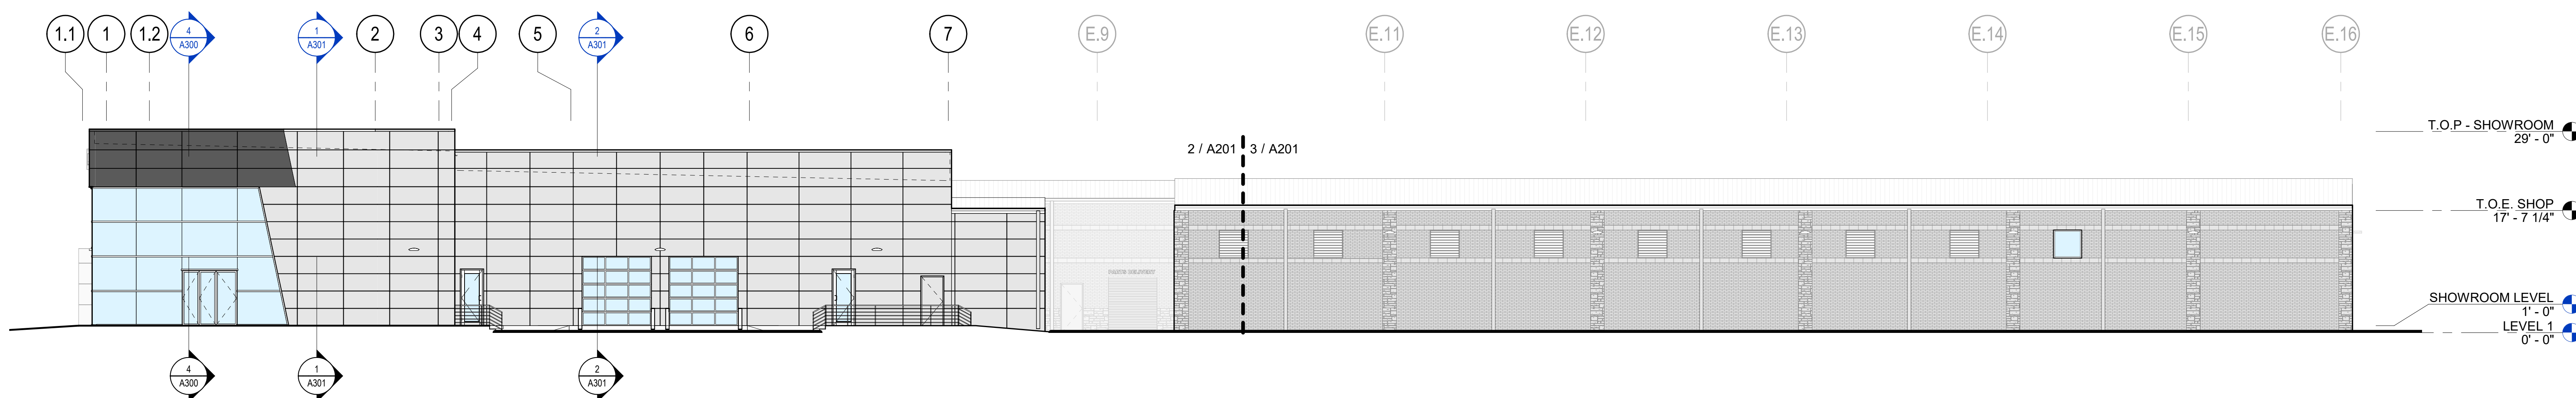 1.1
1
1.2
4
A300
1
A301
2
3
4
5
2
A301
6
7
E.9
E.11
E.12
E.13
E.14
E.15
E.16
T.O.P - SHOWROOM
29' - 0"
2 / A201
3 / A201
T.O.E. SHOP
17' - 7 1/4"
PARTS DELIVERY
SHOWROOM LEVEL
1' - 0"
LEVEL 1
0' - 0"
4
A300
1
A301
2
A301